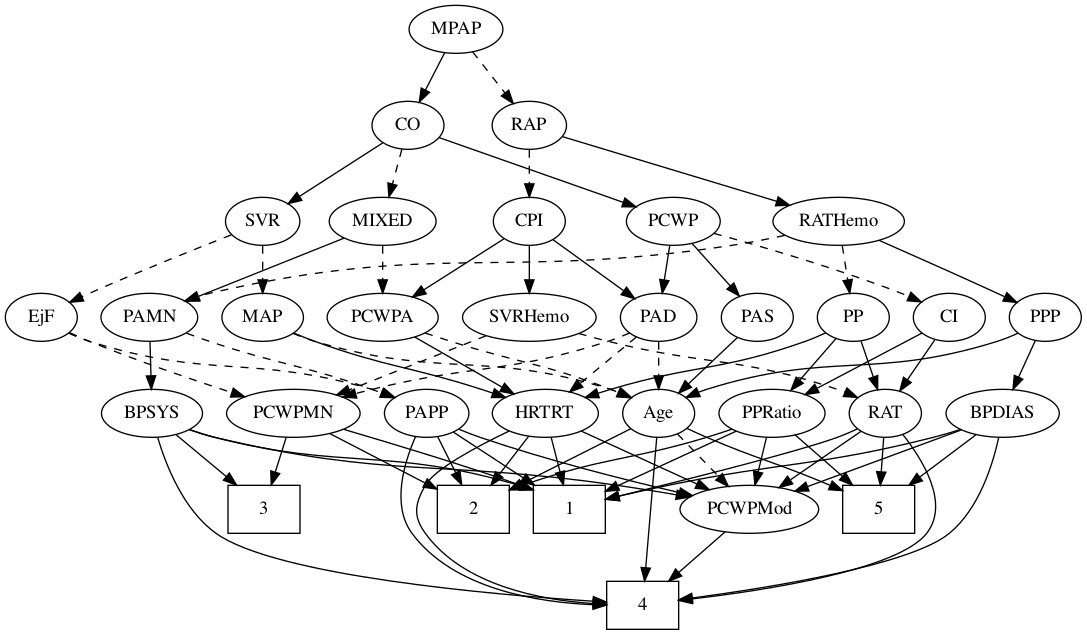 MPAP
CO
RAP
SVR
MIXED
CPI
PCWP
RATHemo
EjF
PAMN
MAP
PCWPA
SVRHemo
PAD
PAS
PP
CI
PPP
BPSYS
PCWPMN
PAPP
HRTRT
Age
PPRatio
RAT
BPDIAS
3
2
1
PCWPMod
5
4